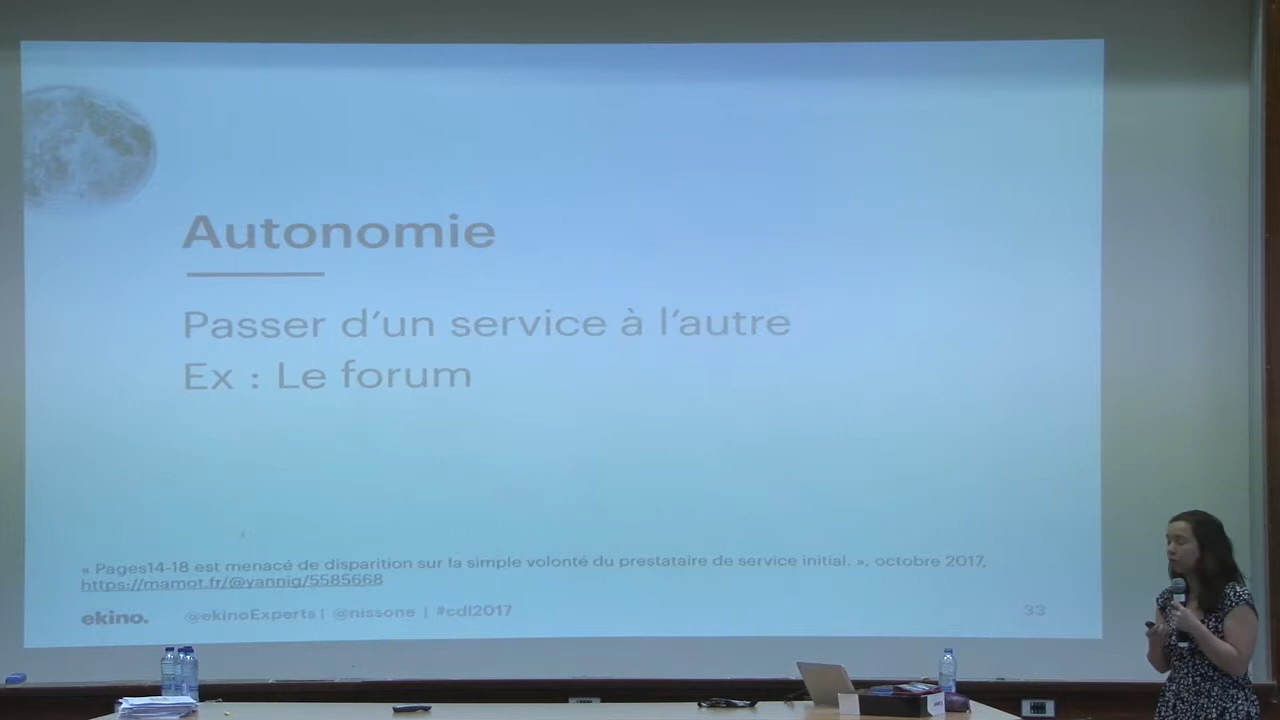 Autonomie
Passer d’un service à l’autre
Ex : Le forum
« Pages14-18 est menacé de disparition sur la simple volonté du prestataire de service initial. », octobre 2017,
https://mamot.fr/@yannig/5585668
ekino. @ekinoExperts | @nissone | #cdl2017 33